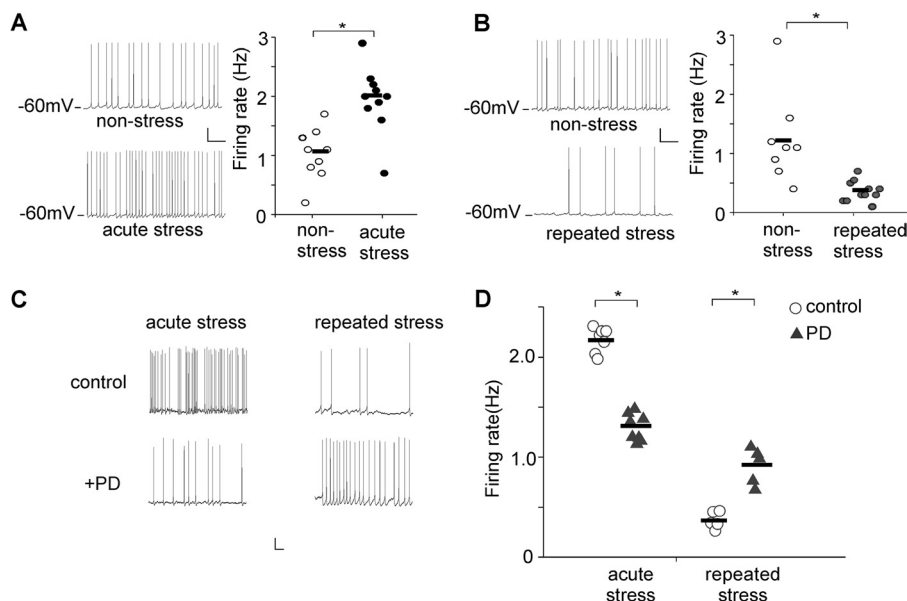 A
*
Firing rate (Hz)
3
2
1
0
-60mV
non-stress
-60mV
acute stress
non-
stress
acute
stress
B
*
Firing rate (Hz)
3
2
1
0
-60mV
non-stress
-60mV
repeated stress
non-
stress
repeated
stress
C
acute stress
repeated stress
control
+PD
D
*
*
control
PD
Firing rate(Hz)
2.0
1.0
0
acute
stress
repeated
stress